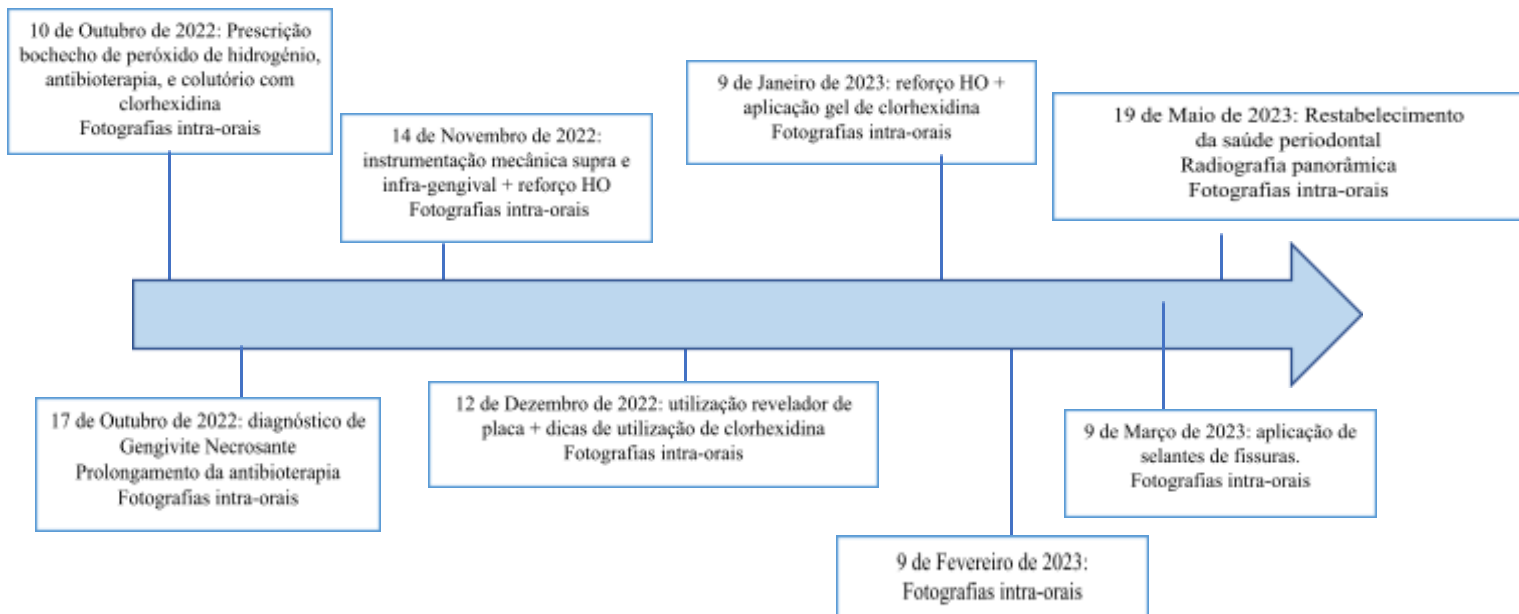 10 de Outubro de 2022: Prescrição
bochecho de peróxido de hidrogénio,
antibioterapia, e colutório com
clorhexidina
Fotografias intra-orais
14 de Novembro de 2022:
instrumentação mecânica supra e
infra-gengival + reforço HO
Fotografias intra-orais
9 de Janeiro de 2023: reforço HO +
aplicação gel de clorhexidina
Fotografias intra-orais
19 de Maio de 2023: Restabelecimento
da saúde periodontal
Radiografia panorâmica
Fotografias intra-orais
17 de Outubro de 2022: diagnóstico de
Gengivite Necrosante
Prolongamento da antibioterapia
Fotografias intra-orais
12 de Dezembro de 2022: utilização revelador de
placa + dicas de utilização de clorhexidina
Fotografias intra-orais
9 de Fevereiro de 2023:
Fotografias intra-orais
9 de Março de 2023: aplicação de
selantes de fissuras.
Fotografias intra-orais